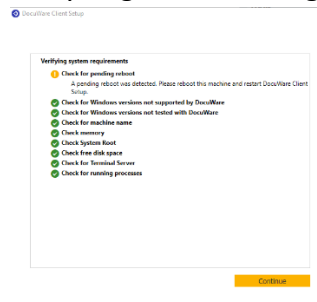 DocuWare Client Setup
Verifying system requirements
Check for pending reboot
A pending reboot was detected. Please reboot this machine and restart DocuWare Client
Setup.
Check for Windows versions not supported by DocuWare
Check for Windows versions not tested with DocuWare
Check for machine name
Check memory
Check System Root
Check free disk space
Check for Terminal Server
Check for running processes
Continue